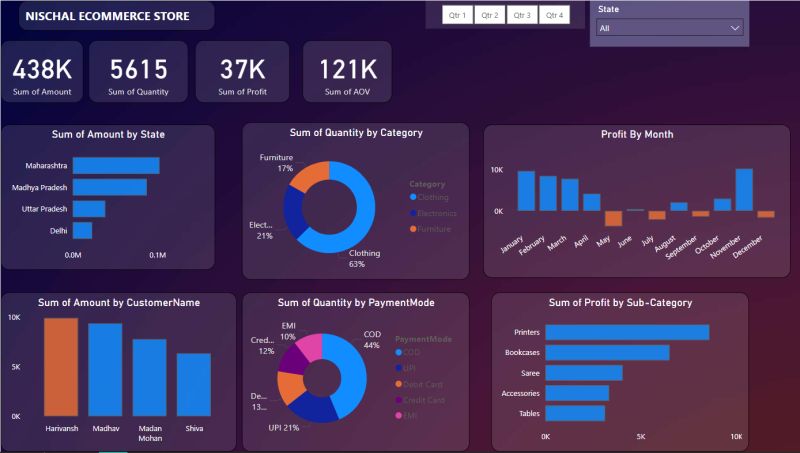 NISCHAL ECOMMERCE STORE
Qtr 1 Qtr 2 Qtr 3 Qtr 4
State
All
438K
Sum of Amount
5615
Sum of Quantity
37K
Sum of Profit
121K
Sum of AOV
Sum of Amount by State
Maharashtra
Madhya Pradesh
Uttar Pradesh
Delhi
0.0M 0.1M
Sum of Quantity by Category
Furniture
17%
Elect...
21%
Clothing
63%
Category
Clothing
Electronics
Furniture
Profit By Month
10K
0K
January February March April May June July August September October November December
Sum of Amount by CustomerName
10K
5K
0K
Harivansh Madhav Madan Mohan Shiva
Sum of Quantity by PaymentMode
EMI
10%
COD
44%
Cred...
12%
De...
13...
UPI 21%
PaymentMode
COD
UPI
Debit Card
Credit Card
EMI
Sum of Profit by Sub-Category
Printers
Bookcases
Saree
Accessories
Tables
0K 5K 10K